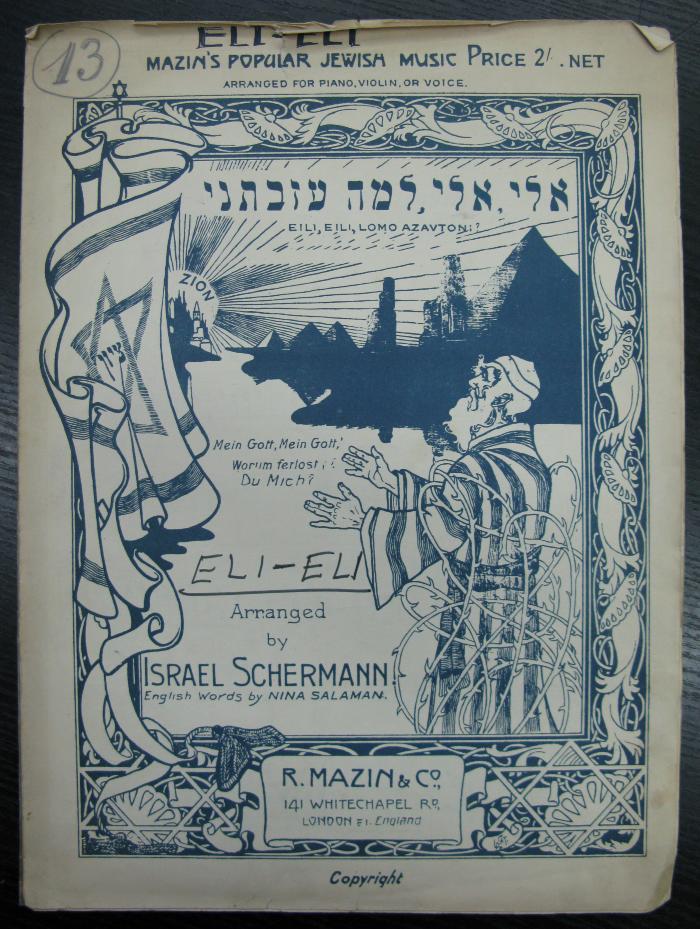 ELI-ELI
13
MAZIN'S POPULAR JEWISH MUSIC PRICE 2/. NET
ARRANGED FOR PIANO, VIOLIN, OR VOICE.
אלי, אלי, למה עזבתני
EILI, EILI, LOMO AZAVTONI?
ZION
ציון
Mein Gott, Mein Gott,
Worum ferlost
Du Mich?
ELI-ELI
Arranged
by
ISRAEL SCHERMANN.
English Words by NINA SALAMAN.
R. MAZIN & CO.,
141 WHITECHAPEL RD,
LONDON E1. England
Copyright